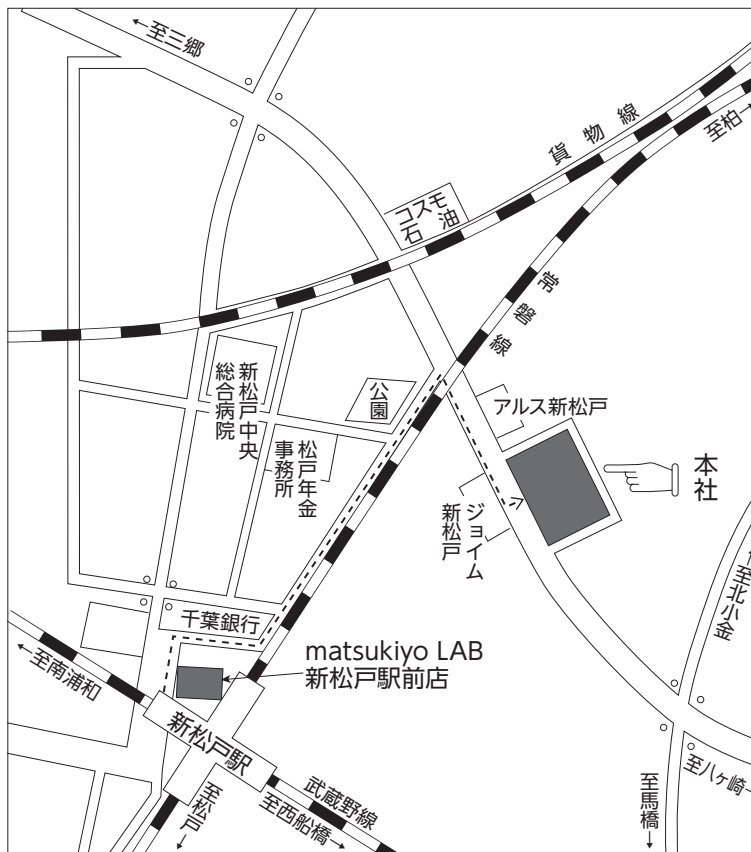 ←至三郷
貨物線
至柏→
コスモ
石油
常磐線
新松戸中央
総合病院
公園
アルス新松戸
松戸年金
事務所
本社
ジョイム
新松戸
↑至北小金
千葉銀行
matsukiyo LAB
新松戸駅前店
←至南浦和
新松戸駅
至八ヶ崎→
武蔵野線
至西船橋→
至松戸→
至馬橋→